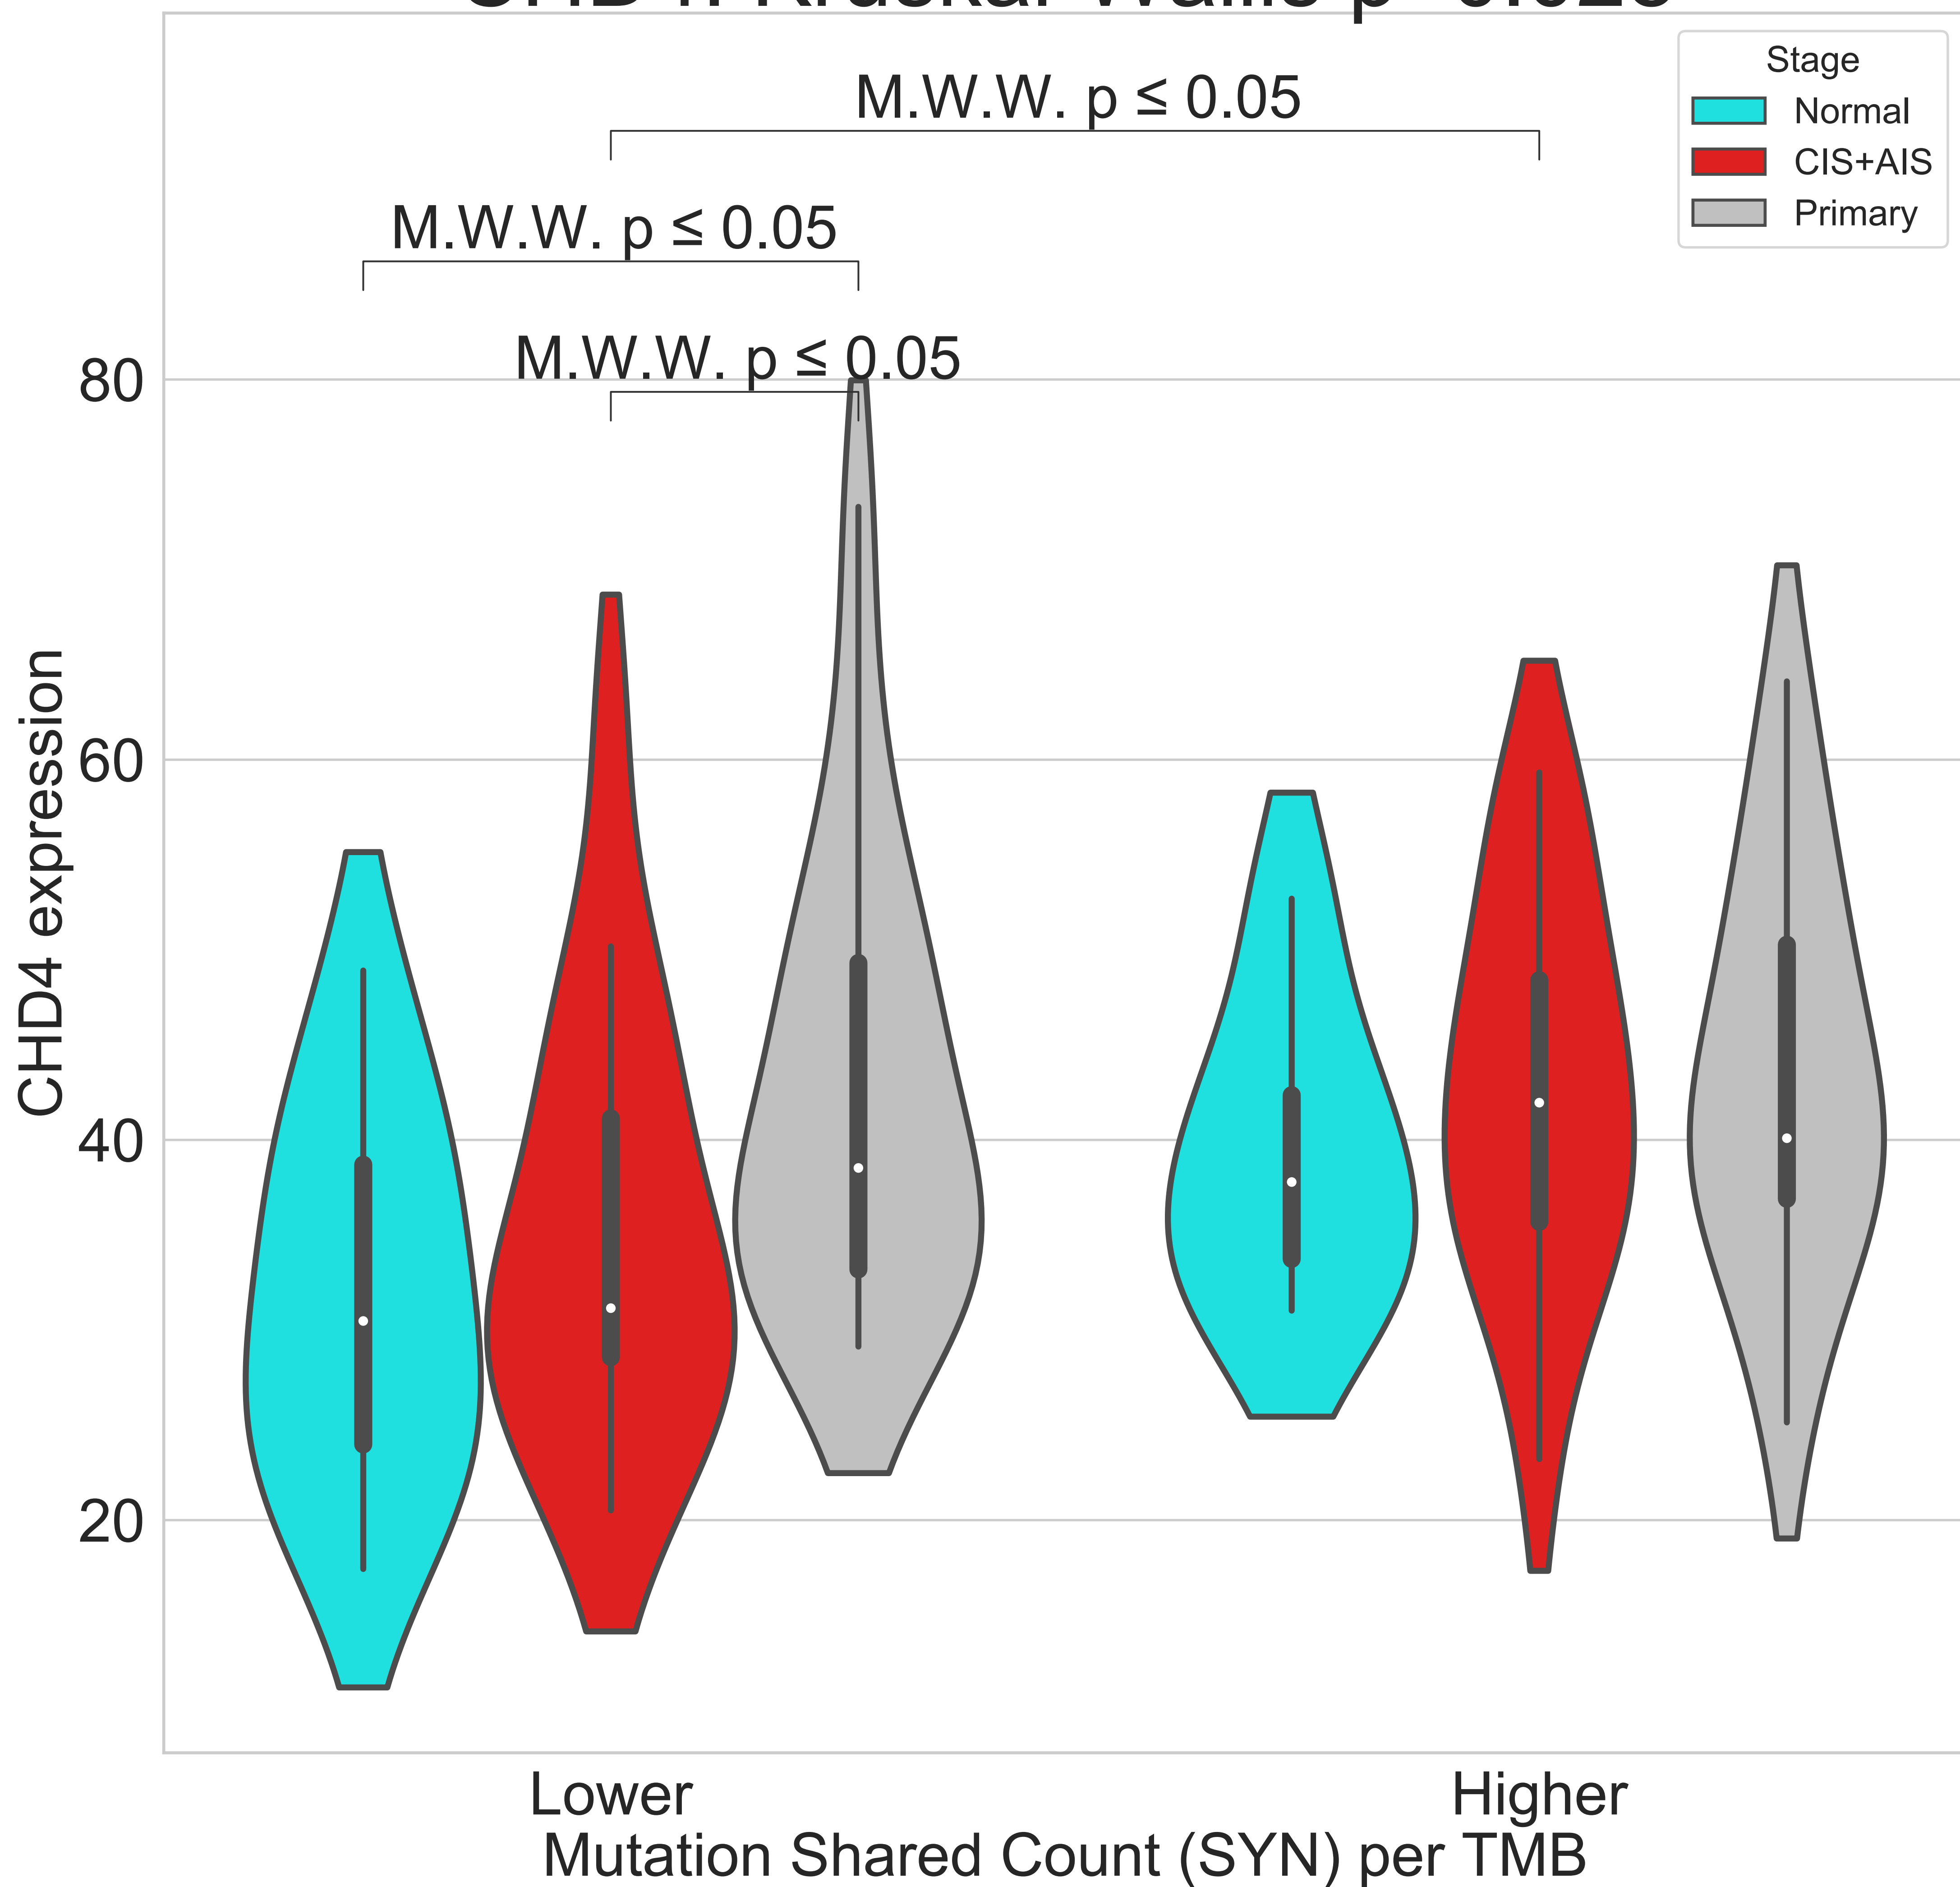 M.W.W. p ≤ 0.05
Stage
Normal
CIS+AIS
Primary
M.W.W. p ≤ 0.05
M.W.W. p ≤ 0.05
80
60
40
20
CHD4 expression
Lower
Higher
Mutation Shared Count (SYN) per TMB